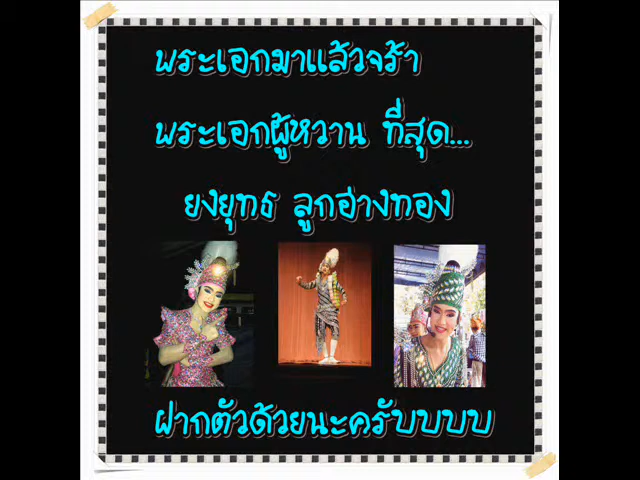 พระเอกมาแล้วจร้า
พระเอกผู้หวาน ที่สุด...
ยงยุทธ ลูกอ่างทอง
ฝากตัวด้วยนะครับบบบ